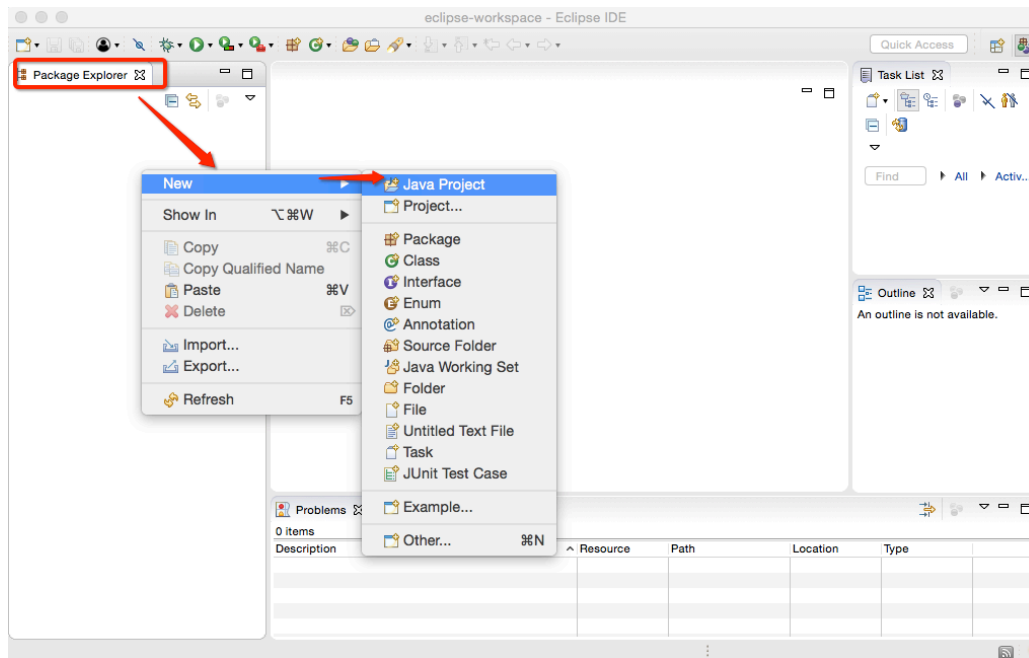 eclipse-workspace - Eclipse IDE
Quick Access
Package Explorer
Task List
Find
All
Activ..
New
Show In ⌥⌘W
Copy ⌘C
Copy Qualified Name
Paste ⌘V
Delete ⌦
Import...
Export...
Refresh F5
Java Project
Project...
Package
Class
Interface
Enum
Annotation
Source Folder
Java Working Set
Folder
File
Untitled Text File
Task
JUnit Test Case
Example...
Other... ⌘N
Outline
An outline is not available.
Problems
0 items
Description Resource Path Location Type